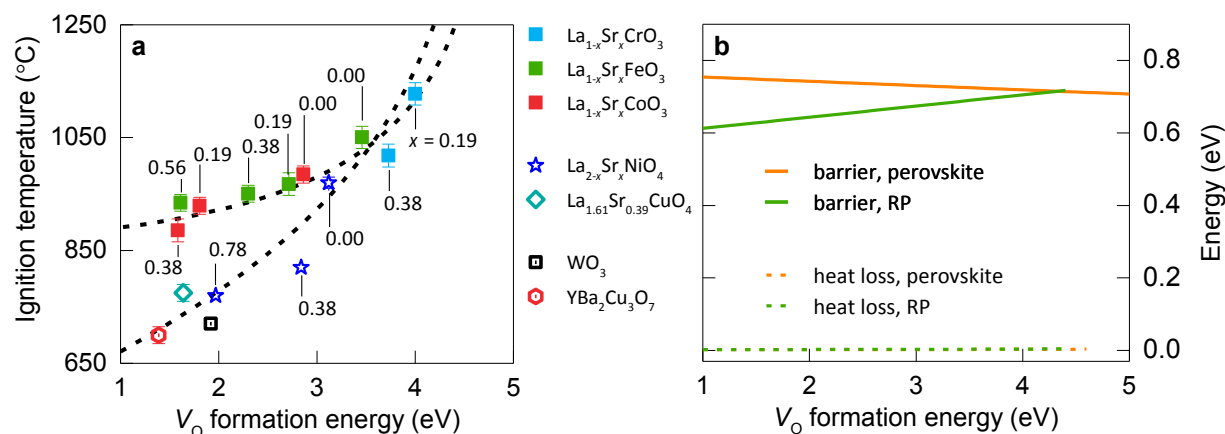 a
Ignition temperature (°C)
1250
1050
850
650
1
2
3
4
5
V_O formation energy (eV)
0.56
0.19
0.38
0.19
0.00
0.00
x = 0.19
0.38
0.38
0.78
0.38
0.00
La₁₋ₓSrₓCrO₃
La₁₋ₓSrₓFeO₃
La₁₋ₓSrₓCoO₃
La₂₋ₓSrₓNiO₄
La₁.₆₁Sr₀.₃₉CuO₄
WO₃
YBa₂Cu₃O₇
b
barrier, perovskite
barrier, RP
heat loss, perovskite
heat loss, RP
0.8
0.6
0.4
0.2
0.0
Energy (eV)
1
2
3
4
5
V_O formation energy (eV)